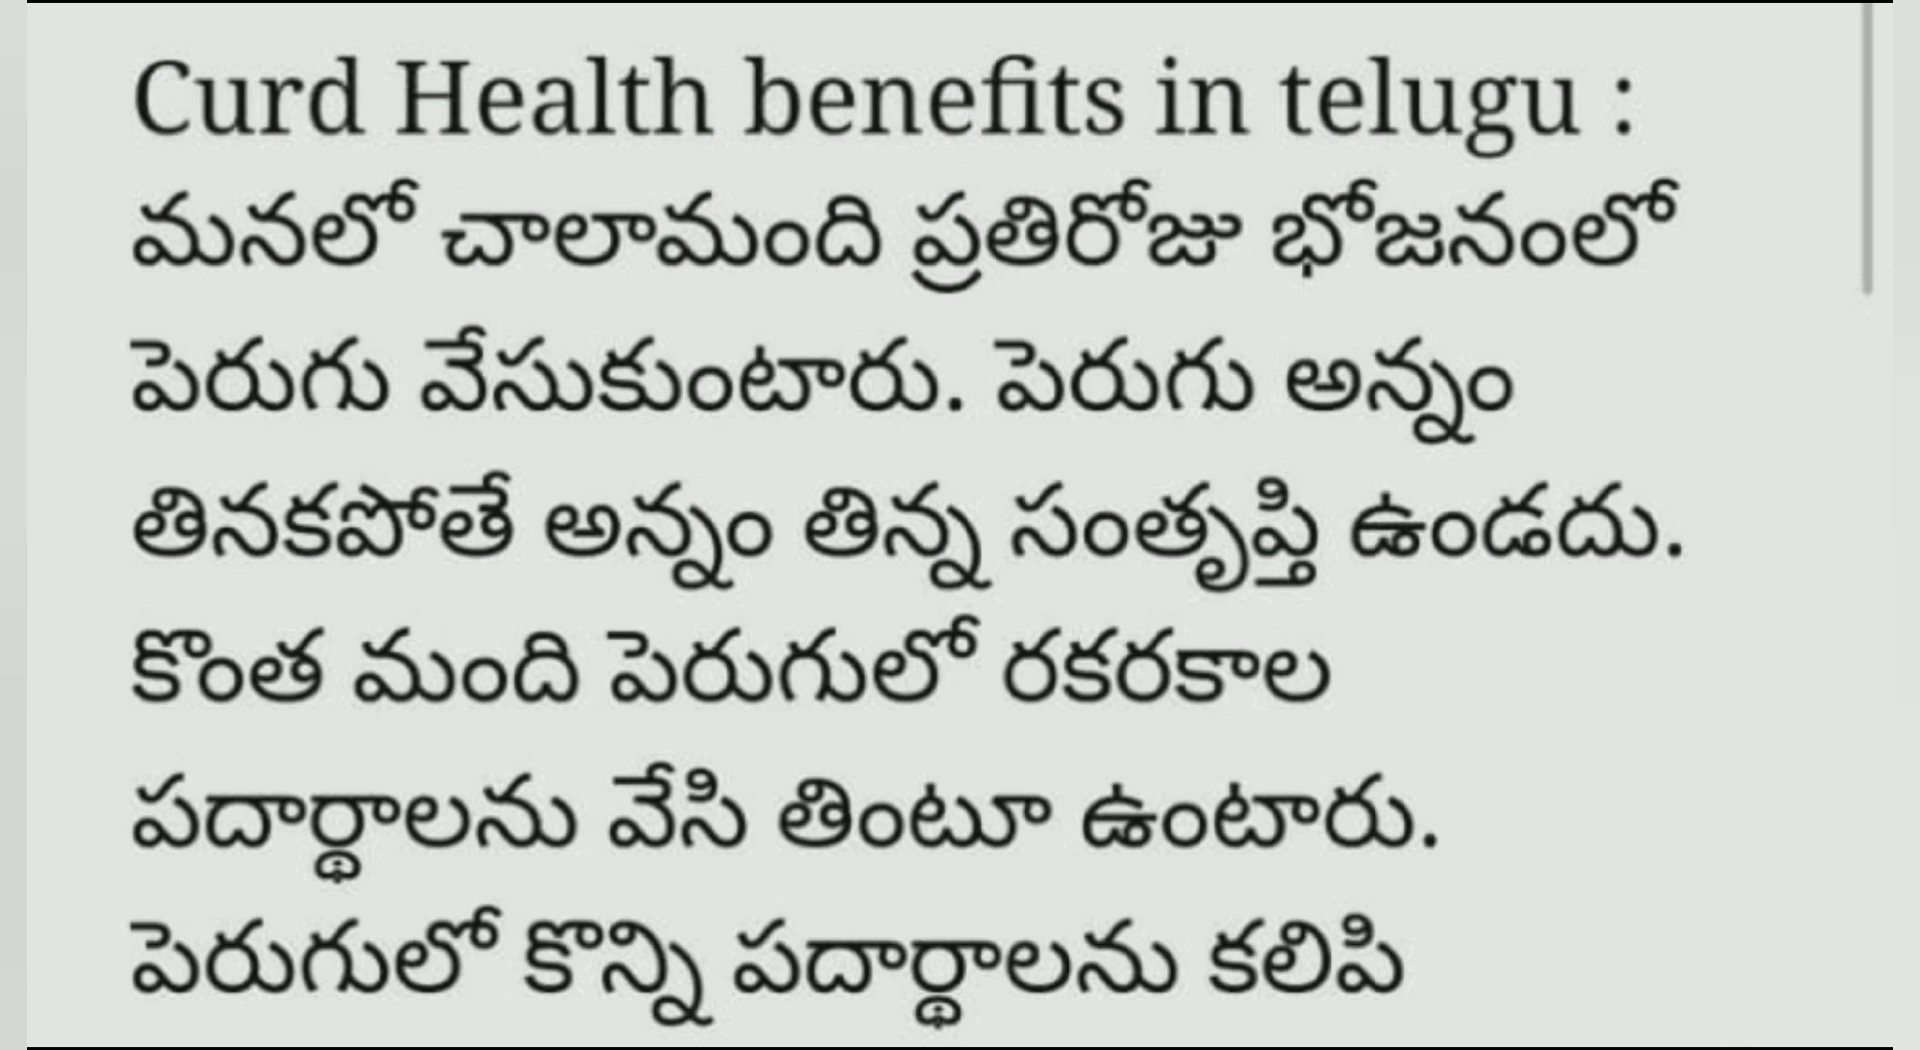 Curd Health benefits in telugu :
మనలో చాలామంది ప్రతిరోజు భోజనంలో
పెరుగు వేసుకుంటారు. పెరుగు అన్నం
తినకపోతే అన్నం తిన్న సంతృప్తి ఉండదు.
కొంత మంది పెరుగులో రకరకాల
పదార్థాలను వేసి తింటూ ఉంటారు.
పెరుగులో కొన్ని పదార్థాలను కలిపి